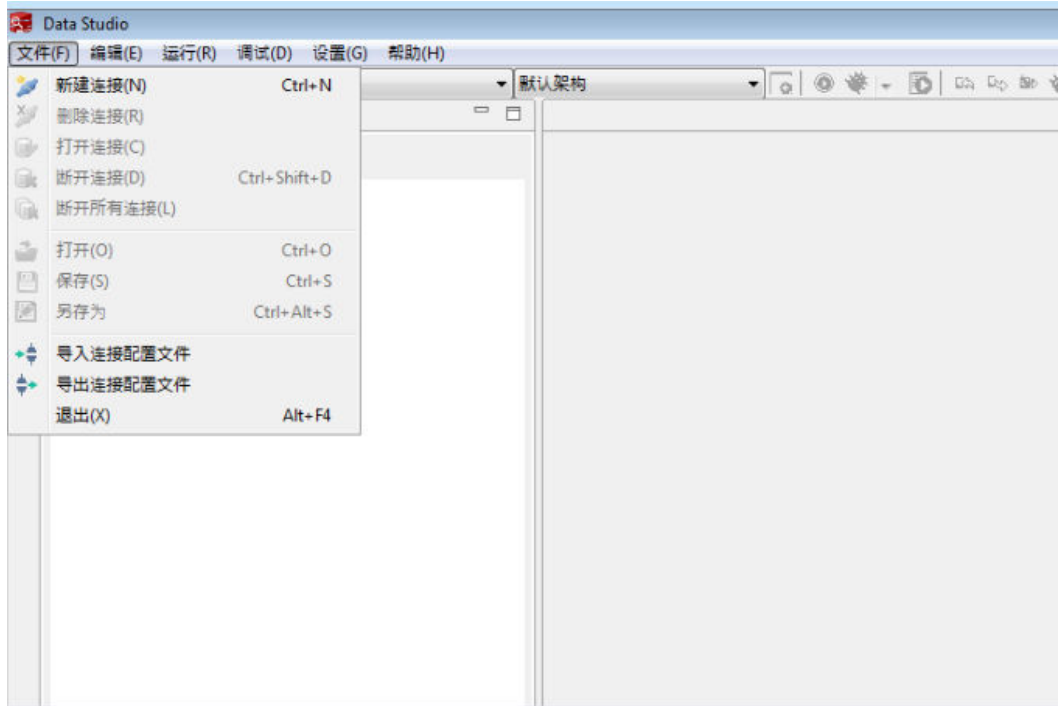 Data Studio
文件(F) 编辑(E) 运行(R) 调试(D) 设置(G) 帮助(H)
默认架构
新建连接(N) Ctrl+N
删除连接(R)
打开连接(C)
断开连接(D) Ctrl+Shift+D
断开所有连接(L)
打开(O) Ctrl+O
保存(S) Ctrl+S
另存为 Ctrl+Alt+S
导入连接配置文件
导出连接配置文件
退出(X) Alt+F4